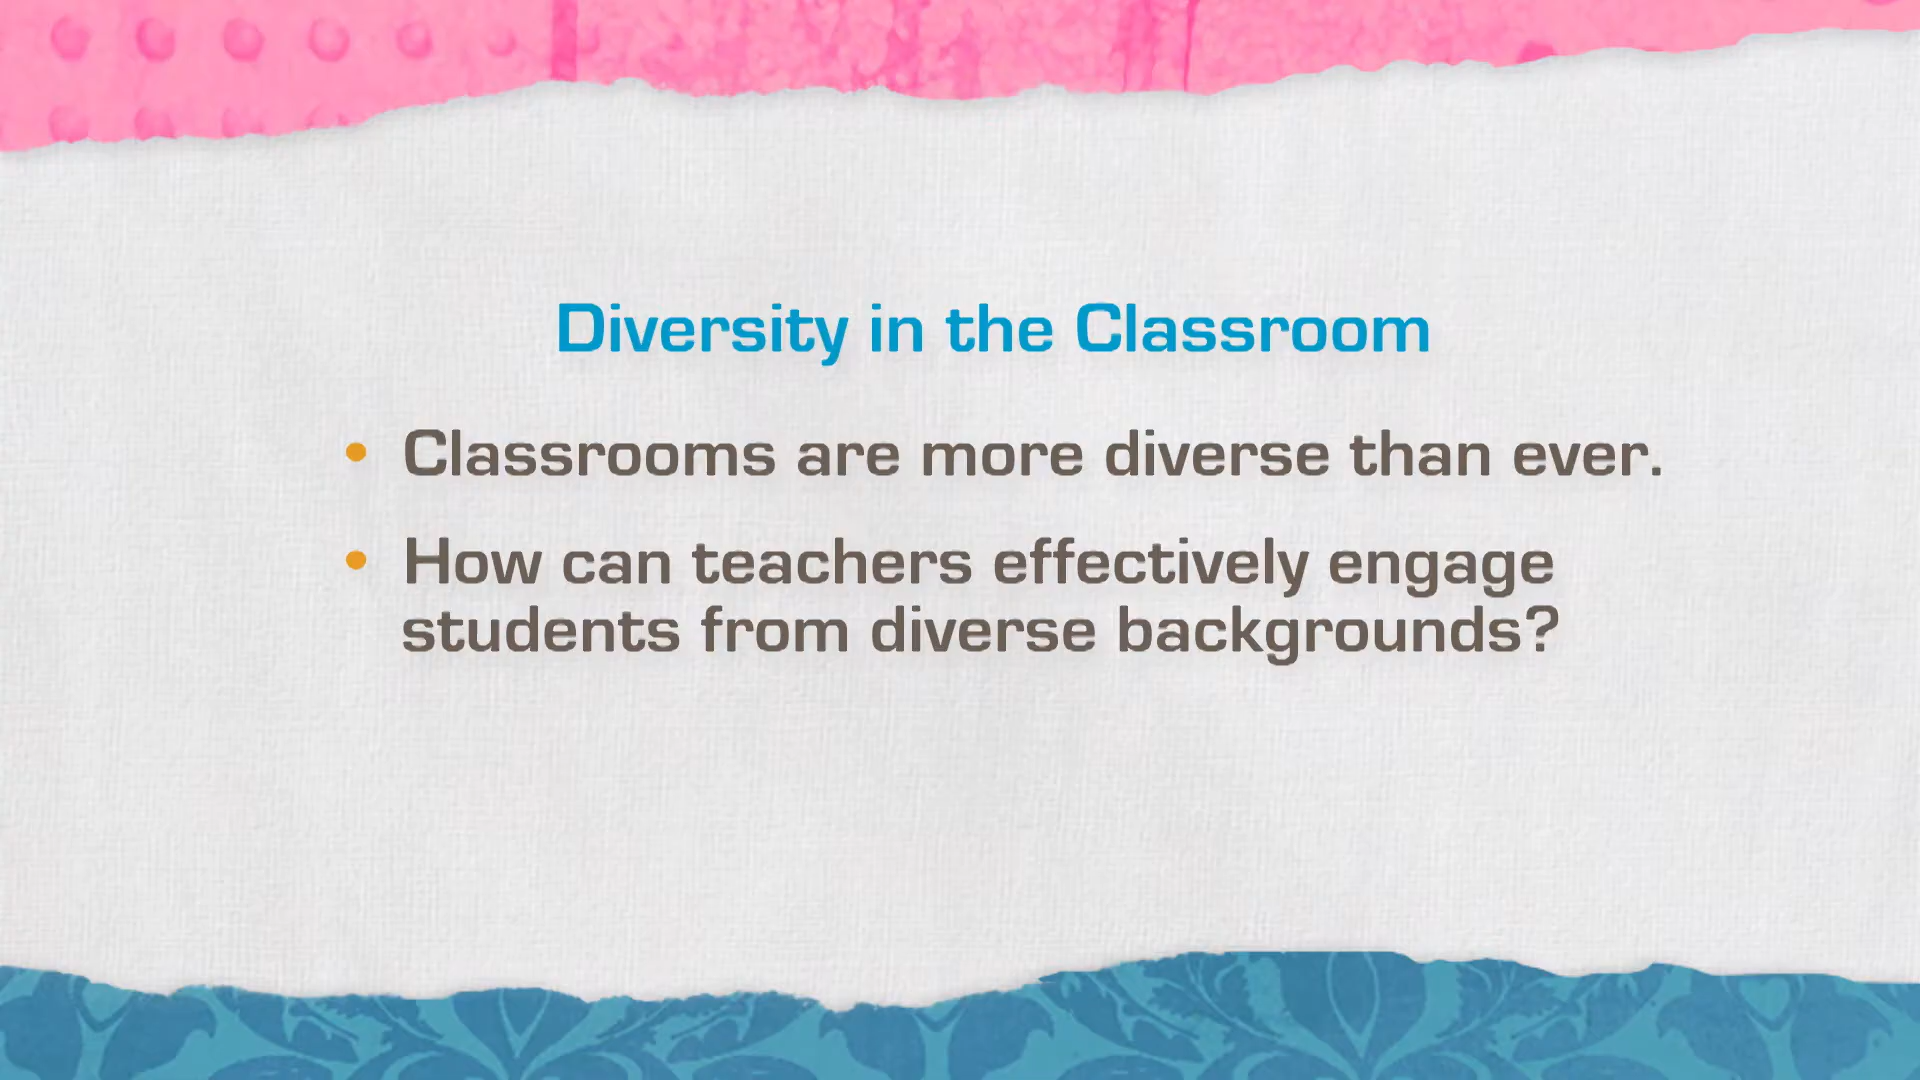 Diversity in the Classroom
• Classrooms are more diverse than ever.
• How can teachers effectively engage
students from diverse backgrounds?